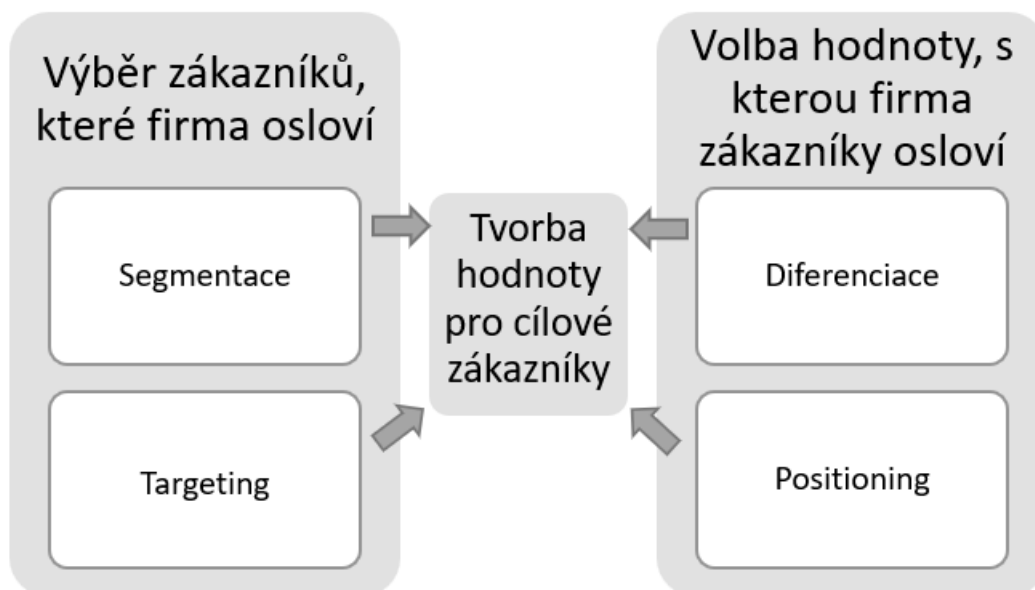 Výběr zákazníků,
které firma osloví
Segmentace
Targeting
Tvorba
hodnoty
pro cílové
zákazníky
Volba hodnoty, s
kterou firma
zákazníky osloví
Diferenciace
Positioning